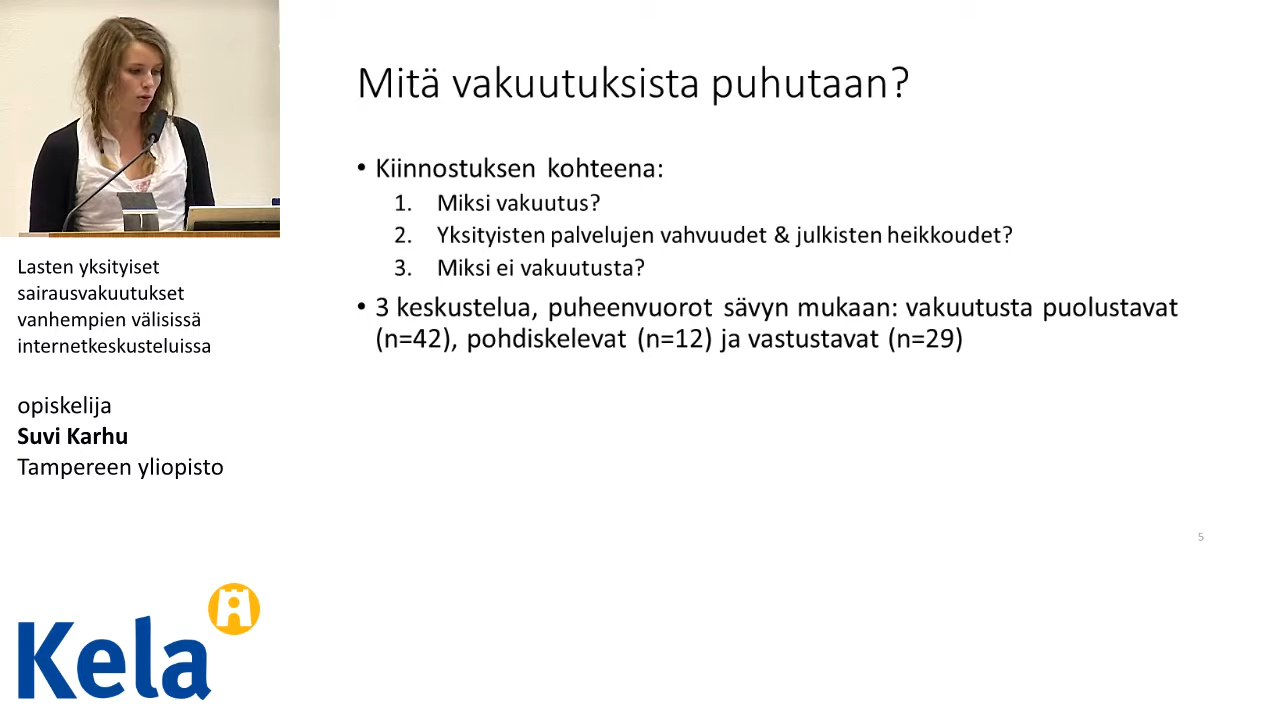 Mitä vakuutuksista puhutaan?
• Kiinnostuksen kohteena:
1. Miksi vakuutus?
2. Yksityisten palvelujen vahvuudet & julkisten heikkoudet?
3. Miksi ei vakuutusta?
• 3 keskustelua, puheenvuorot sävyn mukaan: vakuutusta puolustavat
(n=42), pohdiskelevat (n=12) ja vastustavat (n=29)
Lasten yksityiset
sairausvakuutukset
vanhempien välisissä
internetkeskusteluissa
opiskelija
Suvi Karhu
Tampereen yliopisto
5
Kela